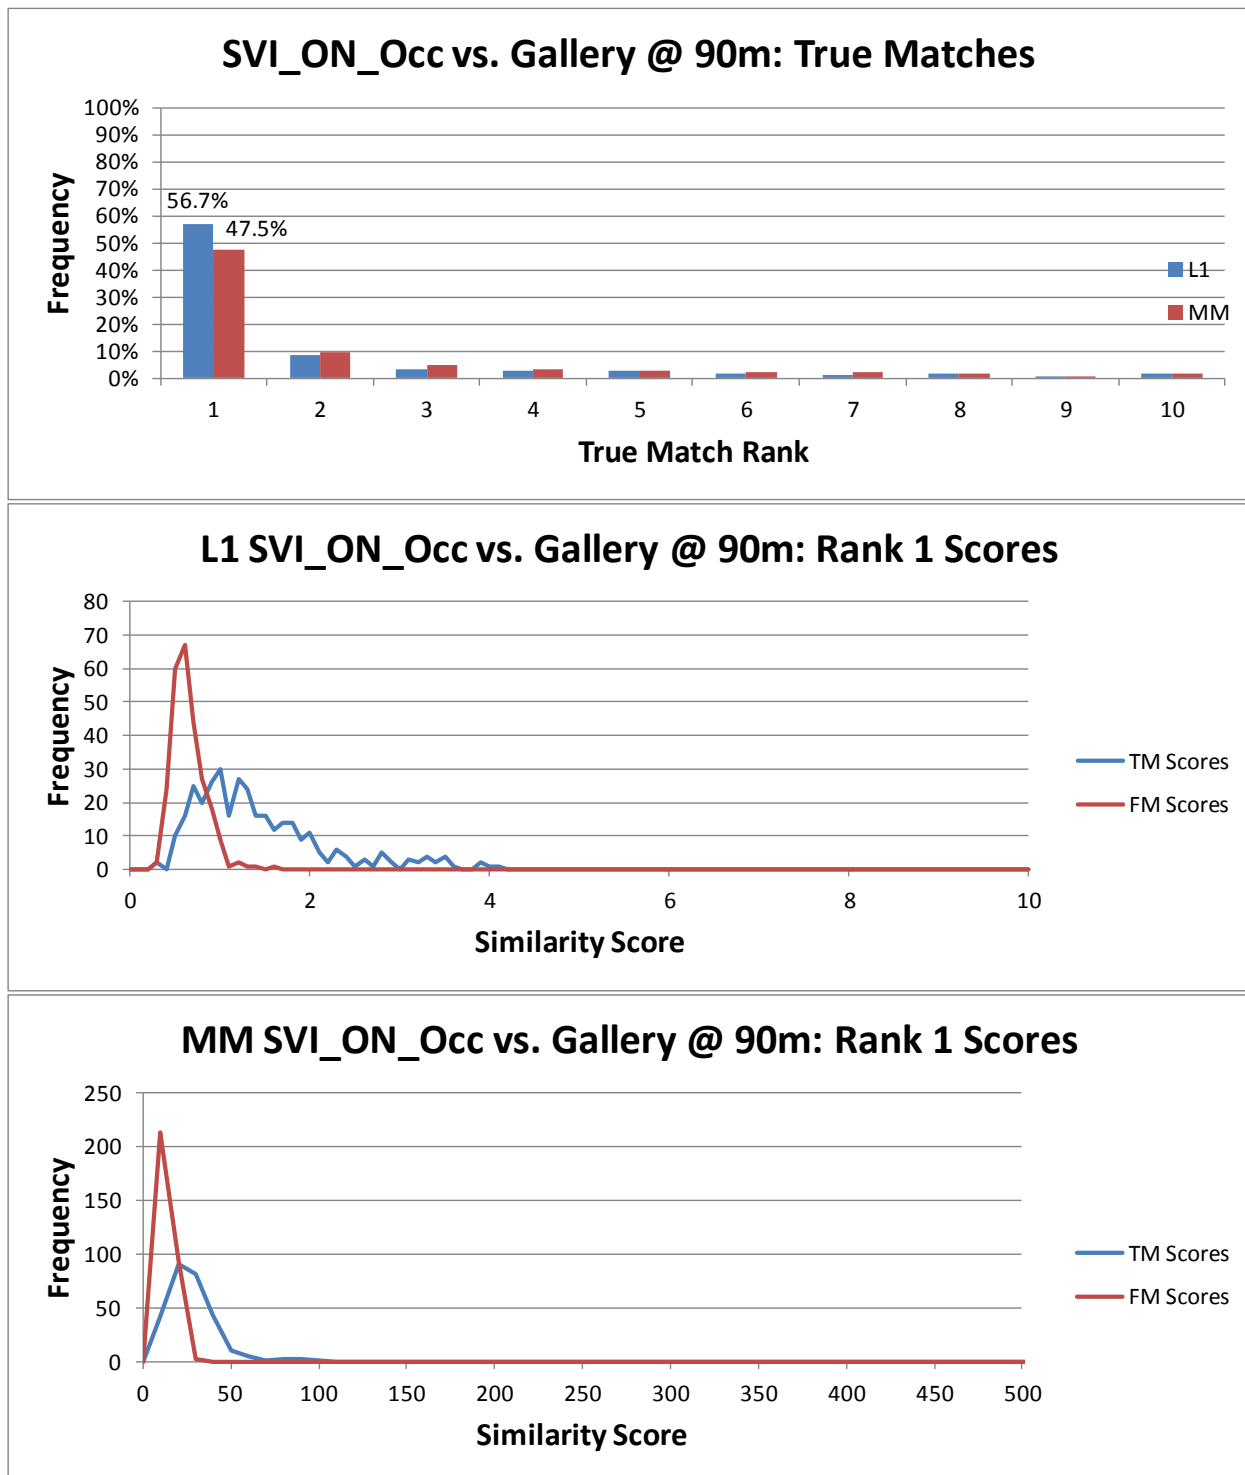 SVI_ON_Occ vs. Gallery @ 90m: True Matches
100%
90%
80%
70%
60%
50%
40%
30%
20%
10%
0%
Frequency
56.7%
47.5%
L1
MM
1 2 3 4 5 6 7 8 9 10
True Match Rank
L1 SVI_ON_Occ vs. Gallery @ 90m: Rank 1 Scores
80
70
60
50
40
30
20
10
0
Frequency
TM Scores
FM Scores
0 2 4 6 8 10
Similarity Score
MM SVI_ON_Occ vs. Gallery @ 90m: Rank 1 Scores
250
200
150
100
50
0
Frequency
TM Scores
FM Scores
0 50 100 150 200 250 300 350 400 450 500
Similarity Score